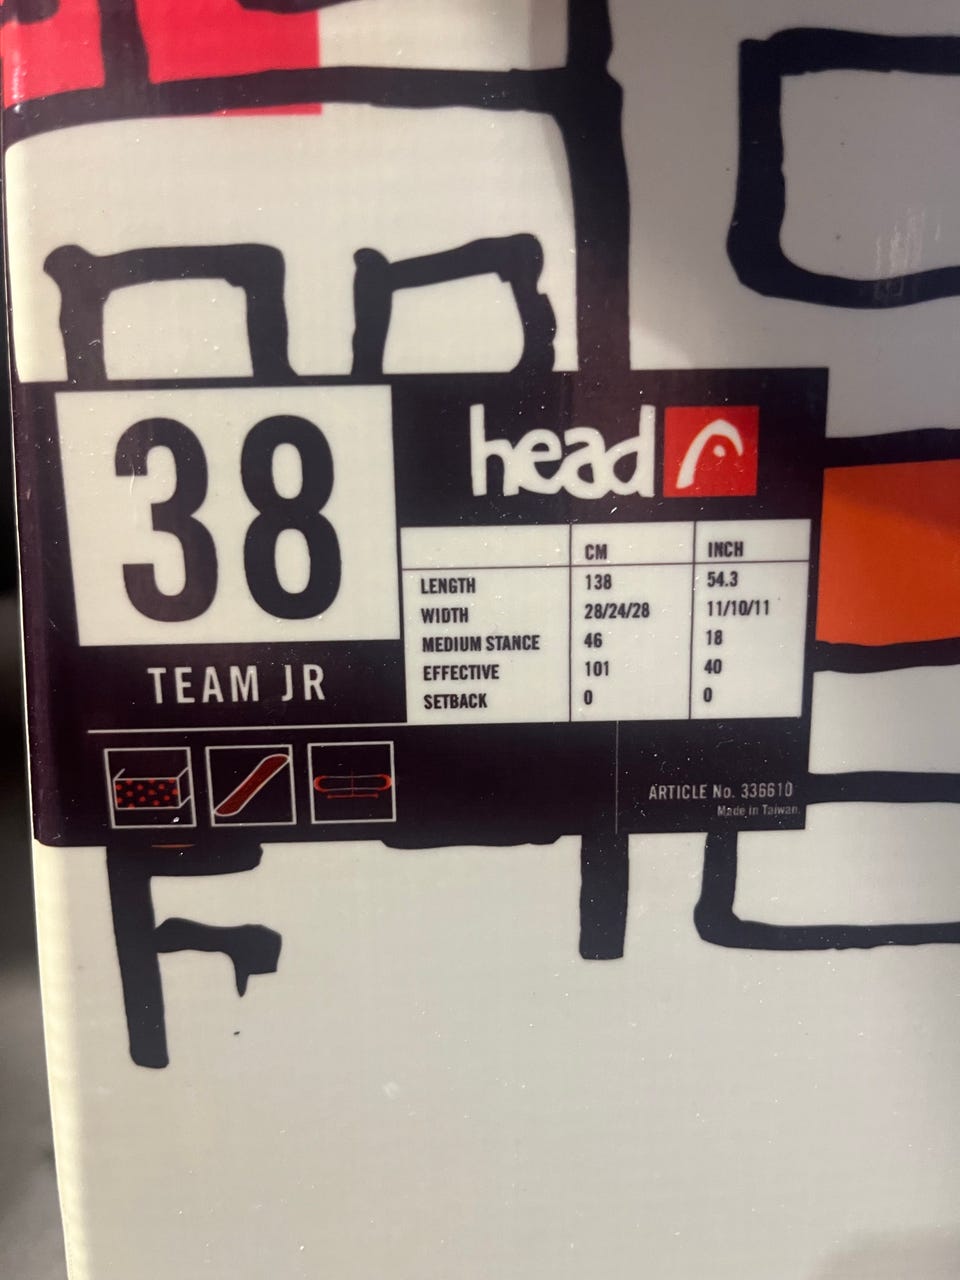 38
TEAM JR
head
CM INCH
LENGTH 138 54.3
WIDTH 28/24/28 11/10/11
MEDIUM STANCE 46 18
EFFECTIVE 101 40
SETBACK 0 0
ARTICLE No. 336610
Made in Taiwan